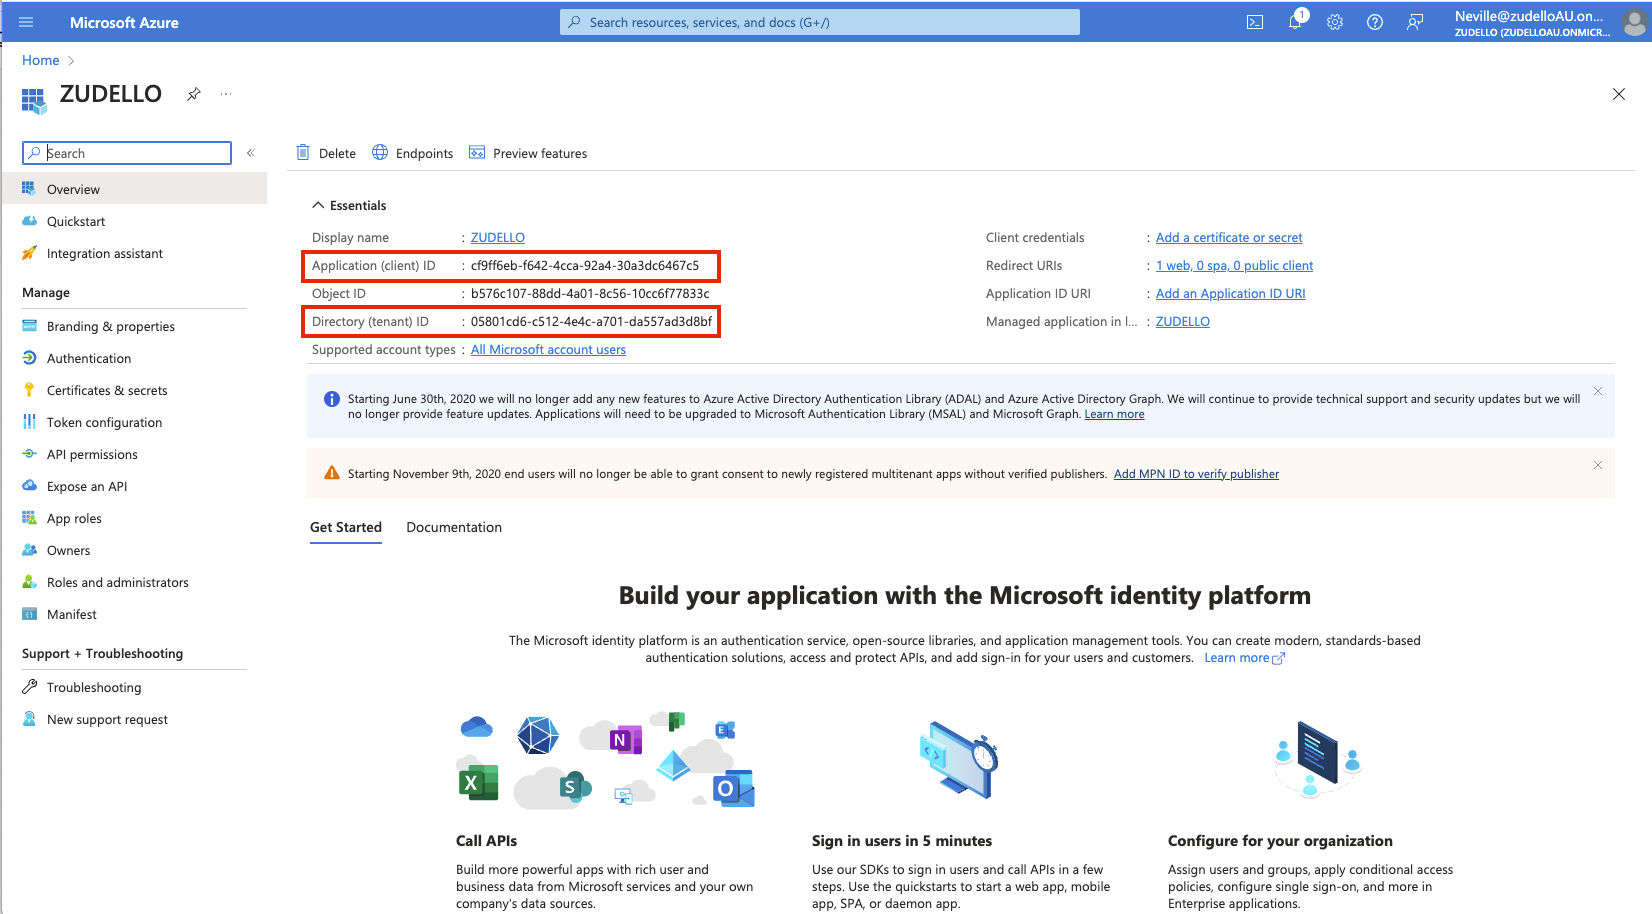 Microsoft Azure
Search resources, services, and docs (G+/)
1
Neville@zudelloAU.on...
ZUDELLO (ZUDELLOAU.ONMICR...
Home
ZUDELLO
...
Search
«
Delete
Endpoints
Preview features
Overview
Quickstart
Integration assistant
Manage
Branding & properties
Authentication
Certificates & secrets
Token configuration
API permissions
Expose an API
App roles
Owners
Roles and administrators
Manifest
Support + Troubleshooting
Troubleshooting
New support request
Essentials
Display name : ZUDELLO
Application (client) ID : cf9ff6eb-f642-4cca-92a4-30a3dc6467c5
Object ID : b576c107-88dd-4a01-8c56-10cc6f77833c
Directory (tenant) ID : 05801cd6-c512-4e4c-a701-da557ad3d8bf
Supported account types : All Microsoft account users
Client credentials : Add a certificate or secret
Redirect URIs : 1 web, 0 spa, 0 public client
Application ID URI : Add an Application ID URI
Managed application in l... : ZUDELLO
Starting June 30th, 2020 we will no longer add any new features to Azure Active Directory Authentication Library (ADAL) and Azure Active Directory Graph. We will continue to provide technical support and security updates but we will
no longer provide feature updates. Applications will need to be upgraded to Microsoft Authentication Library (MSAL) and Microsoft Graph. Learn more
Starting November 9th, 2020 end users will no longer be able to grant consent to newly registered multitenant apps without verified publishers. Add MPN ID to verify publisher
Get Started
Documentation
Build your application with the Microsoft identity platform
The Microsoft identity platform is an authentication service, open-source libraries, and application management tools. You can create modern, standards-based
authentication solutions, access and protect APIs, and add sign-in for your users and customers. Learn more
N
E
X
S
O
Call APIs
Build more powerful apps with rich user and
business data from Microsoft services and your own
company's data sources.
Sign in users in 5 minutes
Use our SDKs to sign in users and call APIs in a few
steps. Use the quickstarts to start a web app, mobile
app, SPA, or daemon app.
Configure for your organization
Assign users and groups, apply conditional access
policies, configure single sign-on, and more in
Enterprise applications.